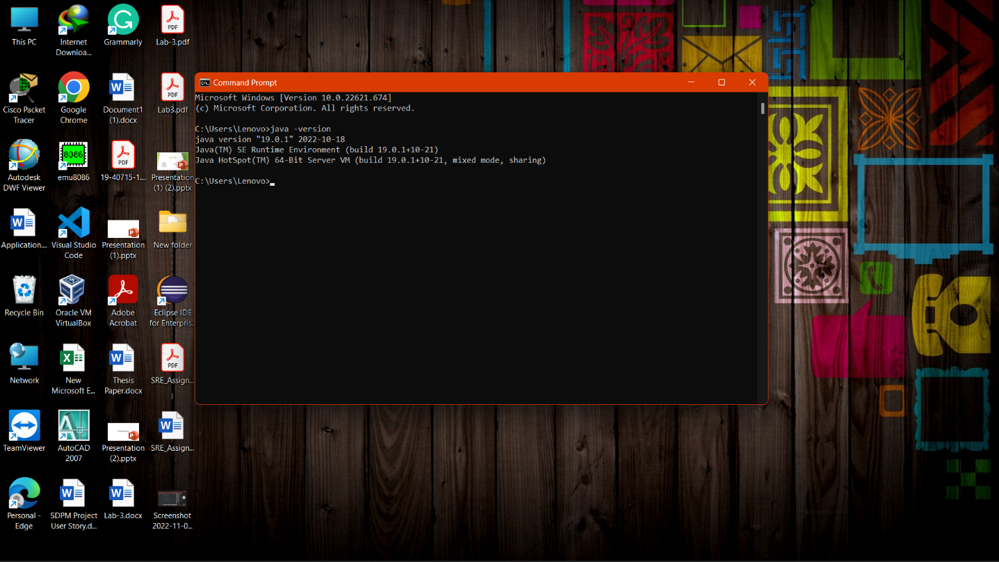 This PC
Internet
Downloa...
Grammarly
Lab-3.pdf
Cisco Packet
Tracer
Google
Chrome
Document1
(1).docx
Lab3.pdf
Autodesk
DWF Viewer
8086
emu8086
19-40715-1....
Presentation
(1) (2).pptx
Application....
Visual Studio
Code
Presentation
(1).pptx
New folder
Recycle Bin
Oracle VM
VirtualBox
Adobe
Acrobat
Eclipse IDE
for Enterpris...
Network
New
Microsoft E...
Thesis
Paper.docx
SRE_Assign...
TeamViewer
AutoCAD
2007
Presentation
(2).pptx
SRE_Assign...
Personal -
Edge
SDPM Project
User Story.d...
Lab-3.docx
Screenshot
2022-11-0...
Command Prompt
Microsoft Windows [Version 10.0.22621.674]
(c) Microsoft Corporation. All rights reserved.
C:\Users\Lenovo>java -version
java version "19.0.1" 2022-10-18
Java(TM) SE Runtime Environment (build 19.0.1+10-21)
Java HotSpot(TM) 64-Bit Server VM (build 19.0.1+10-21, mixed mode, sharing)
C:\Users\Lenovo>